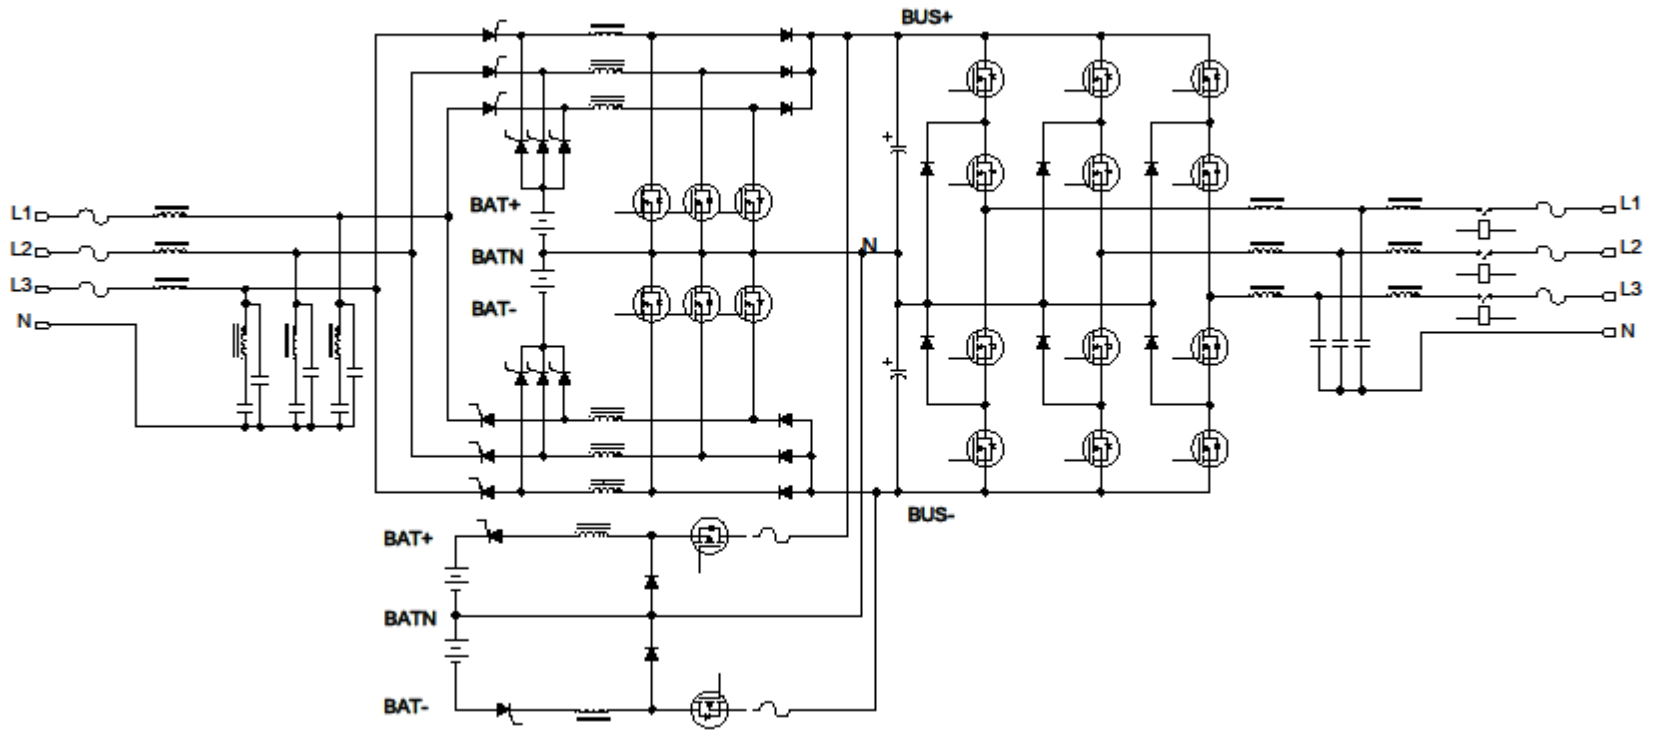 BUS+
L1
L2
L3
N
BAT+
BATN
BAT-
N
+
+
L1
L2
L3
N
BUS-
BAT+
BATN
BAT-